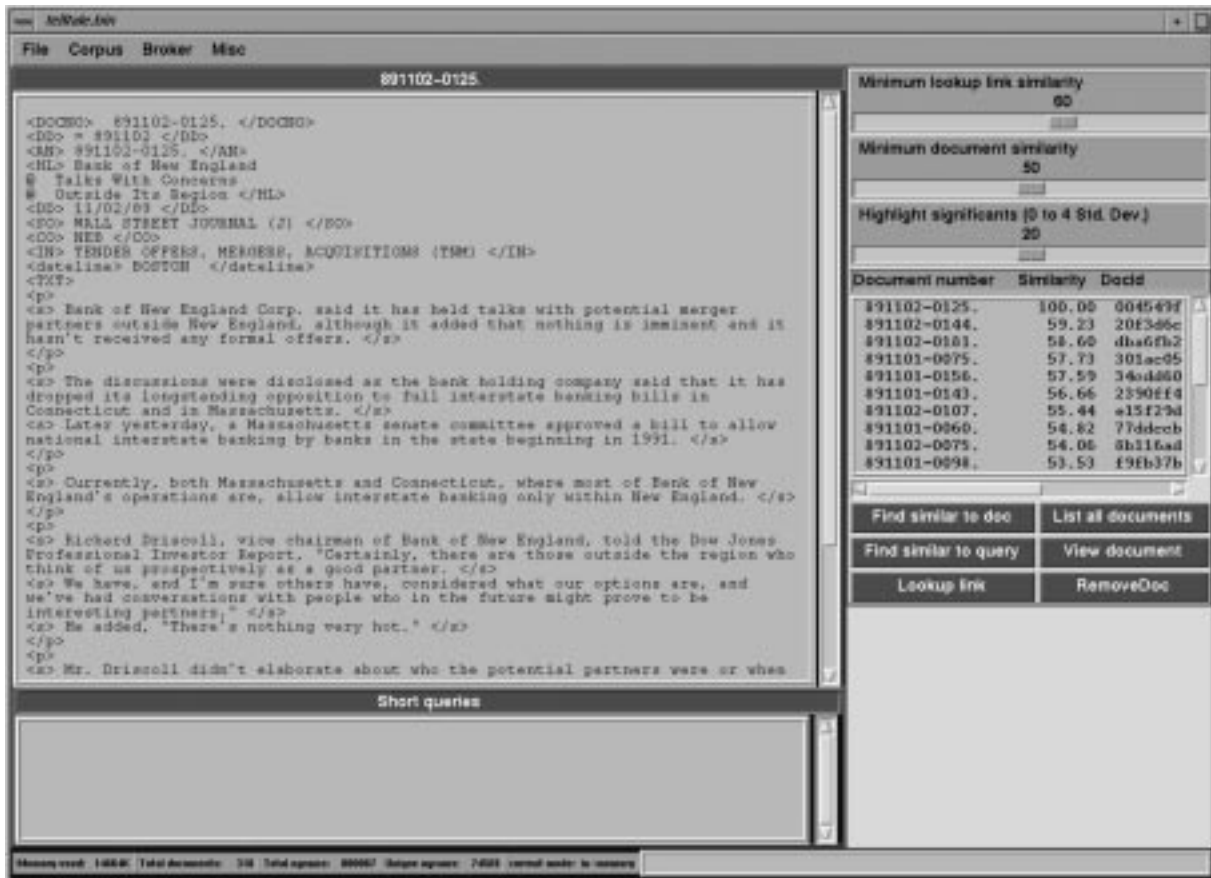 telltale.bin
File Corpus Broker Misc
891102-0125.
<DOCNO> 891102-0125. </DOCNO>
<DD> = 891102 </DD>
<AN> 891102-0125. </AN>
<HL> Bank of New England
@ Talks With Concerns
@ Outside Its Region </HL>
<DD> 11/02/89 </DD>
<SO> WALL STREET JOURNAL (J) </SO>
<CO> NEB </CO>
<IN> TENDER OFFERS, MERGERS, ACQUISITIONS (TNM) </IN>
<dateline> BOSTON </dateline>
<TXT>
<p>
<s> Bank of New England Corp. said it has held talks with potential merger
partners outside New England, although it added that nothing is imminent and it
hasn't received any formal offers. </s>
</p>
<p>
<s> The discussions were disclosed as the bank holding company said that it has
dropped its longstanding opposition to full interstate banking bills in
Connecticut and in Massachusetts. </s>
<s> Later yesterday, a Massachusetts senate committee approved a bill to allow
national interstate banking by banks in the state beginning in 1991. </s>
</p>
<p>
<s> Currently, both Massachusetts and Connecticut, where most of Bank of New
England's operations are, allow interstate banking only within New England. </s>
</p>
<p>
<s> Richard Driscoll, vice chairman of Bank of New England, told the Dow Jones
Professional Investor Report, "Certainly, there are those outside the region who
think of us prospectively as a good partner. </s>
<s> We have, and I'm sure others have, considered what our options are, and
we've had conversations with people who in the future might prove to be
interesting partners." </s>
<s> He added, "There's nothing very hot." </s>
</p>
<p>
<s> Mr. Driscoll didn't elaborate about who the potential partners were or when
Short queries
Minimum lookup link similarity
60
Minimum document similarity
50
Highlight significants (0 to 4 Std. Dev.)
20
Document number Similarity DocId
891102-0125. 100.00 004549f
891102-0144. 59.23 20f3d6c
891102-0181. 58.60 dba6fb2
891101-0075. 57.73 301ac05
891101-0156. 57.59 34cdd60
891101-0143. 56.66 2390ff4
891102-0107. 55.44 e15f29d
891101-0060. 54.82 77ddecb
891102-0075. 54.06 8b116ad
891101-0098. 53.53 f9fb37b
Find similar to doc List all documents
Find similar to query View document
Lookup link RemoveDoc
Memory used: Total documents: Total ngrams: Unique ngrams: current mode: in memory